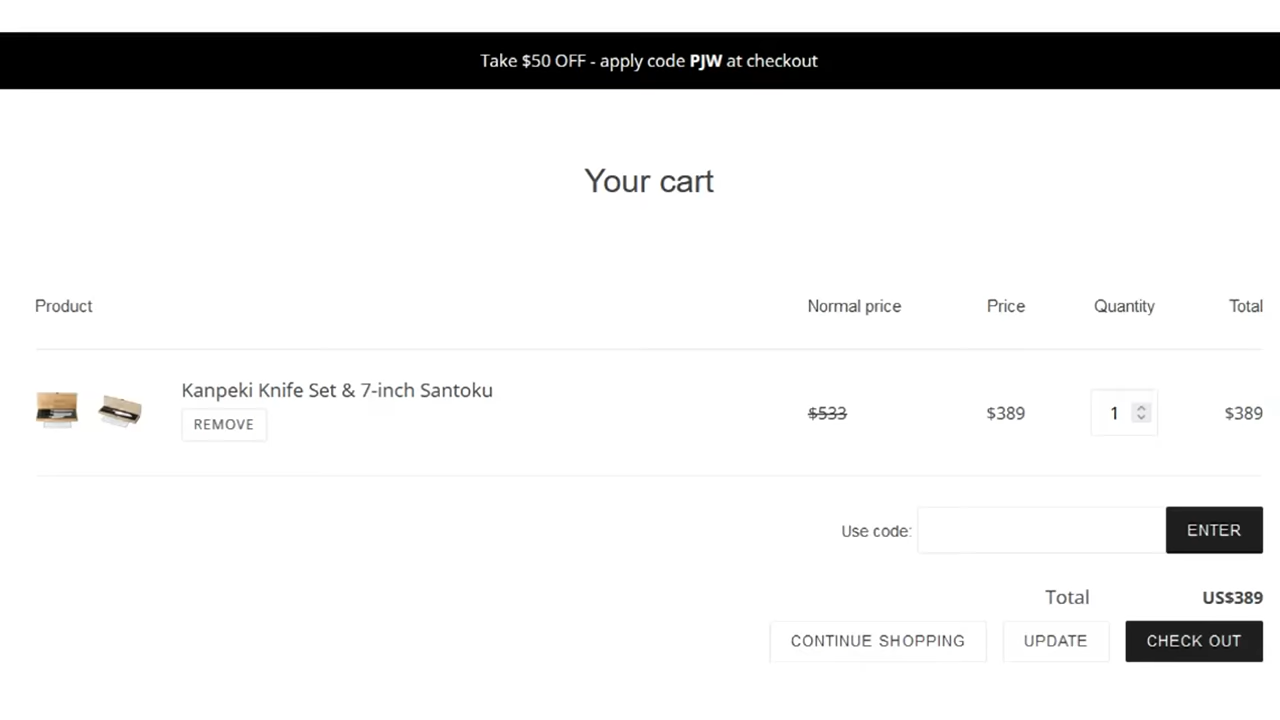 Take $50 OFF - apply code PJW at checkout
Your cart
Product Normal price Price Quantity Total
Kanpeki Knife Set & 7-inch Santoku
REMOVE
$533 $389 1 $389
Use code: ENTER
Total US$389
CONTINUE SHOPPING UPDATE CHECK OUT